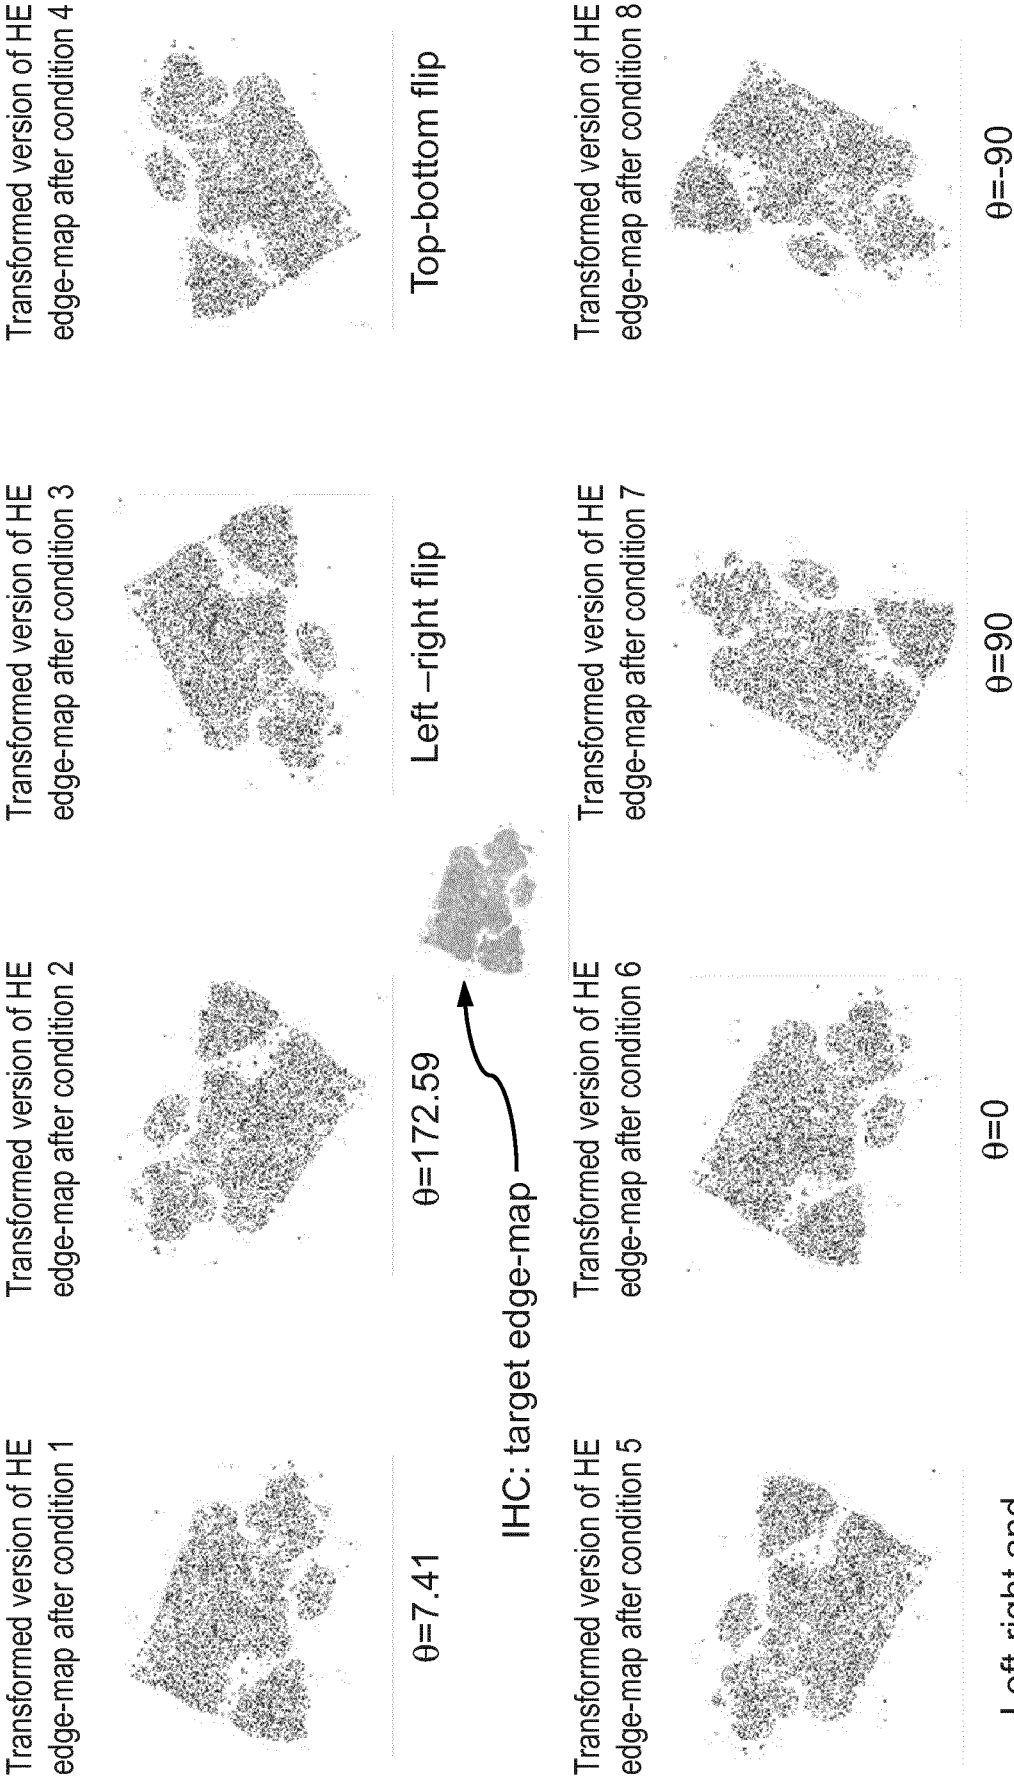 Transformed version of HE
edge-map after condition 1
θ=7.41
Transformed version of HE
edge-map after condition 2
θ=172.59
Transformed version of HE
edge-map after condition 3
Left –right flip
Transformed version of HE
edge-map after condition 4
Top-bottom flip
IHC: target edge-map
Transformed version of HE
edge-map after condition 5
Left-right and
Transformed version of HE
edge-map after condition 6
θ=0
Transformed version of HE
edge-map after condition 7
θ=90
Transformed version of HE
edge-map after condition 8
θ=-90